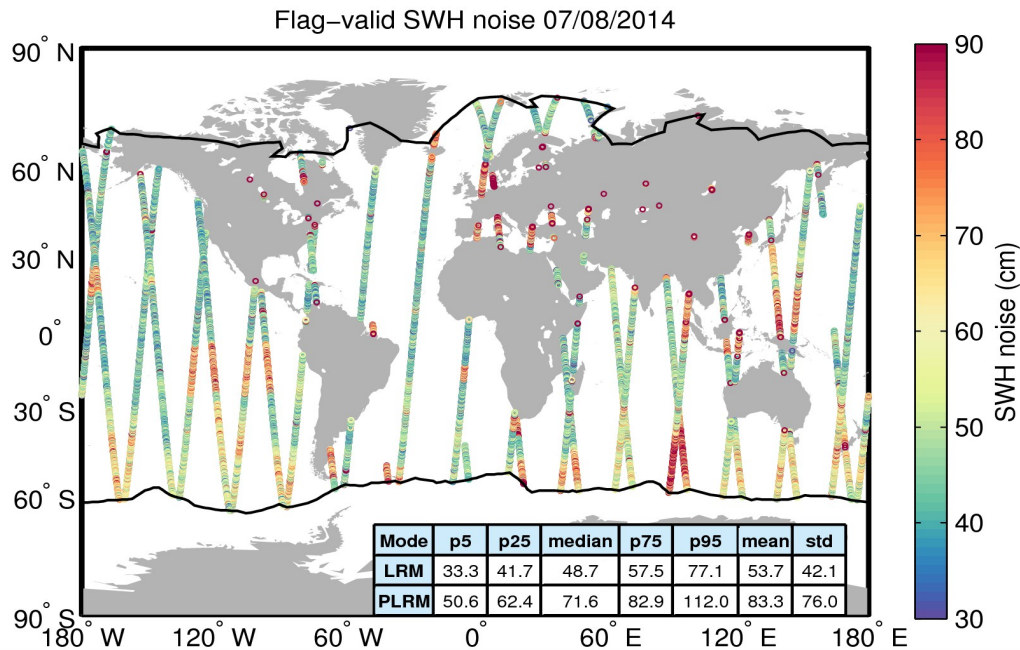 Flag−valid SWH noise 07/08/2014
90° N
60° N
30° N
0°
30° S
60° S
90° S
180° W
120° W
60° W
0°
60° E
120° E
180° E
90
80
70
60
50
40
30
SWH noise (cm)
Mode p5 p25 median p75 p95 mean std
LRM 33.3 41.7 48.7 57.5 77.1 53.7 42.1
PLRM 50.6 62.4 71.6 82.9 112.0 83.3 76.0